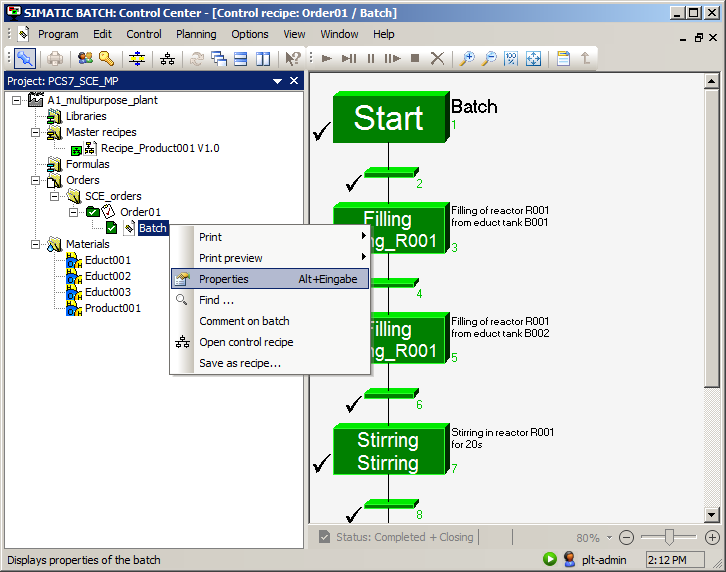 SIMATIC BATCH: Control Center - [Control recipe: Order01 / Batch]
Program Edit Control Planning Options View Window Help
100%
Project: PCS7_SCE_MP
A1_multipurpose_plant
Libraries
Master recipes
Recipe_Product001 V1.0
Formulas
Orders
SCE_orders
Order01
Batch
Materials
Educt001
Educt002
Educt003
Product001
Print
Print preview
Properties Alt+Eingabe
Find ...
Comment on batch
Open control recipe
Save as recipe...
Start
Batch
1
2
Filling
ng_R001
Filling of reactor R001
from educt tank B001
3
4
Filling
ng_R001
Filling of reactor R001
from educt tank B002
5
6
Stirring
Stirring
Stirring in reactor R001
for 20s
7
8
Status: Completed + Closing
80%
Displays properties of the batch
plt-admin
2:12 PM